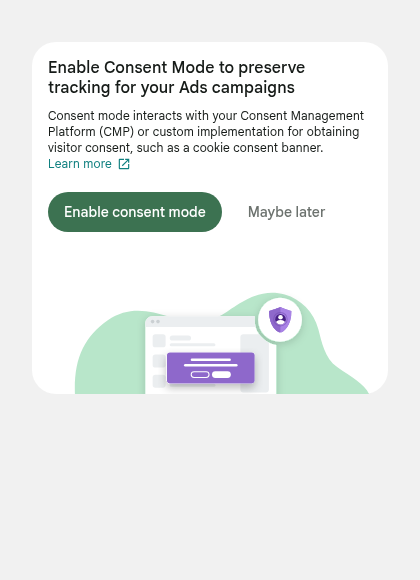 Enable Consent Mode to preserve
tracking for your Ads campaigns
Consent mode interacts with your Consent Management
Platform (CMP) or custom implementation for obtaining
visitor consent, such as a cookie consent banner.
Learn more
Enable consent mode
Maybe later